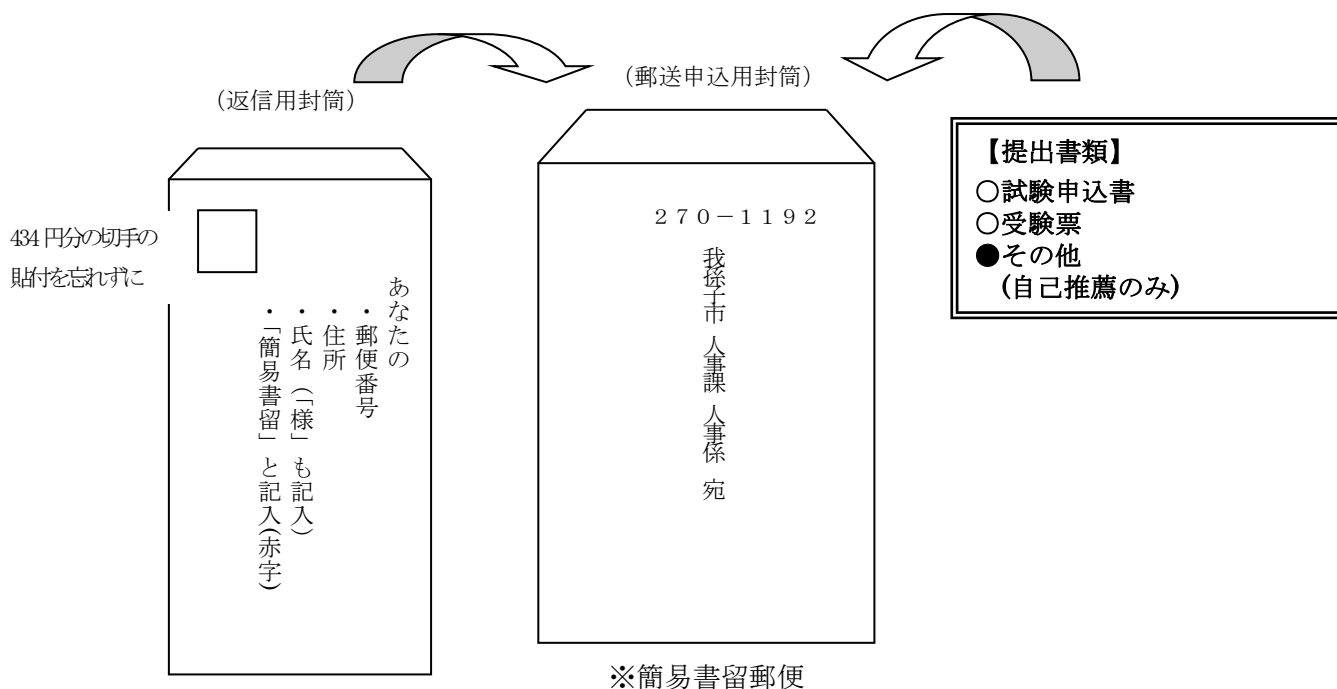 (返信用封筒)
434 円分の切手の
貼付を忘れずに
あなたの
・郵便番号
・住所
・氏名(「様」も記入)
・「簡易書留」と記入(赤字)
(郵送申込用封筒)
270-1192
我孫子市 人事課 人事係 宛
※簡易書留郵便
【提出書類】
○試験申込書
○受験票
●その他
(自己推薦のみ)